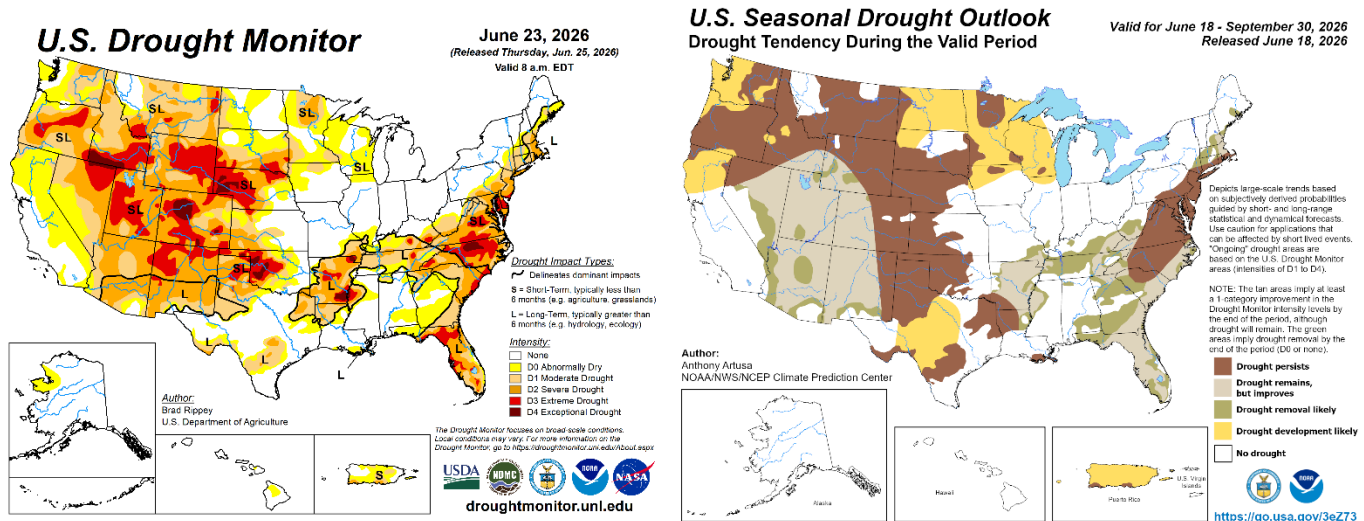 U.S. Drought Monitor
June 23, 2026
(Released Thursday, Jun. 25, 2026)
Valid 8 a.m. EDT
SL
SL
SL
SL
SL
SL
SL
SL
L
L
L
L
L
L
L
L
Drought Impact Types:
Delineates dominant impacts
S = Short-Term, typically less than
6 months (e.g. agriculture, grasslands)
L = Long-Term, typically greater than
6 months (e.g. hydrology, ecology)
Intensity:
None
D0 Abnormally Dry
D1 Moderate Drought
D2 Severe Drought
D3 Extreme Drought
D4 Exceptional Drought
Author:
Brad Rippey
U.S. Department of Agriculture
S
The Drought Monitor focuses on broad-scale conditions.
Local conditions may vary. For more information on the
Drought Monitor, go to https://droughtmonitor.unl.edu/About.aspx
USDA
NDMC
NOAA
NASA
droughtmonitor.unl.edu
U.S. Seasonal Drought Outlook
Drought Tendency During the Valid Period
Valid for June 18 - September 30, 2026
Released June 18, 2026
Depicts large-scale trends based
on subjectively derived probabilities
guided by short- and long-range
statistical and dynamical forecasts.
Use caution for applications that
can be affected by short lived events.
"Ongoing" drought areas are
based on the U.S. Drought Monitor
areas (intensities of D1 to D4).
NOTE: The tan areas imply at least
a 1-category improvement in the
Drought Monitor intensity levels by
the end of the period, although
drought will remain. The green
areas imply drought removal by the
end of the period (D0 or none).
Author:
Anthony Artusa
NOAA/NWS/NCEP Climate Prediction Center
Drought persists
Drought remains,
but improves
Drought removal likely
Drought development likely
No drought
Alaska
Hawaii
Puerto Rico
U.S. Virgin
Islands
NOAA
https://go.usa.gov/3eZ73